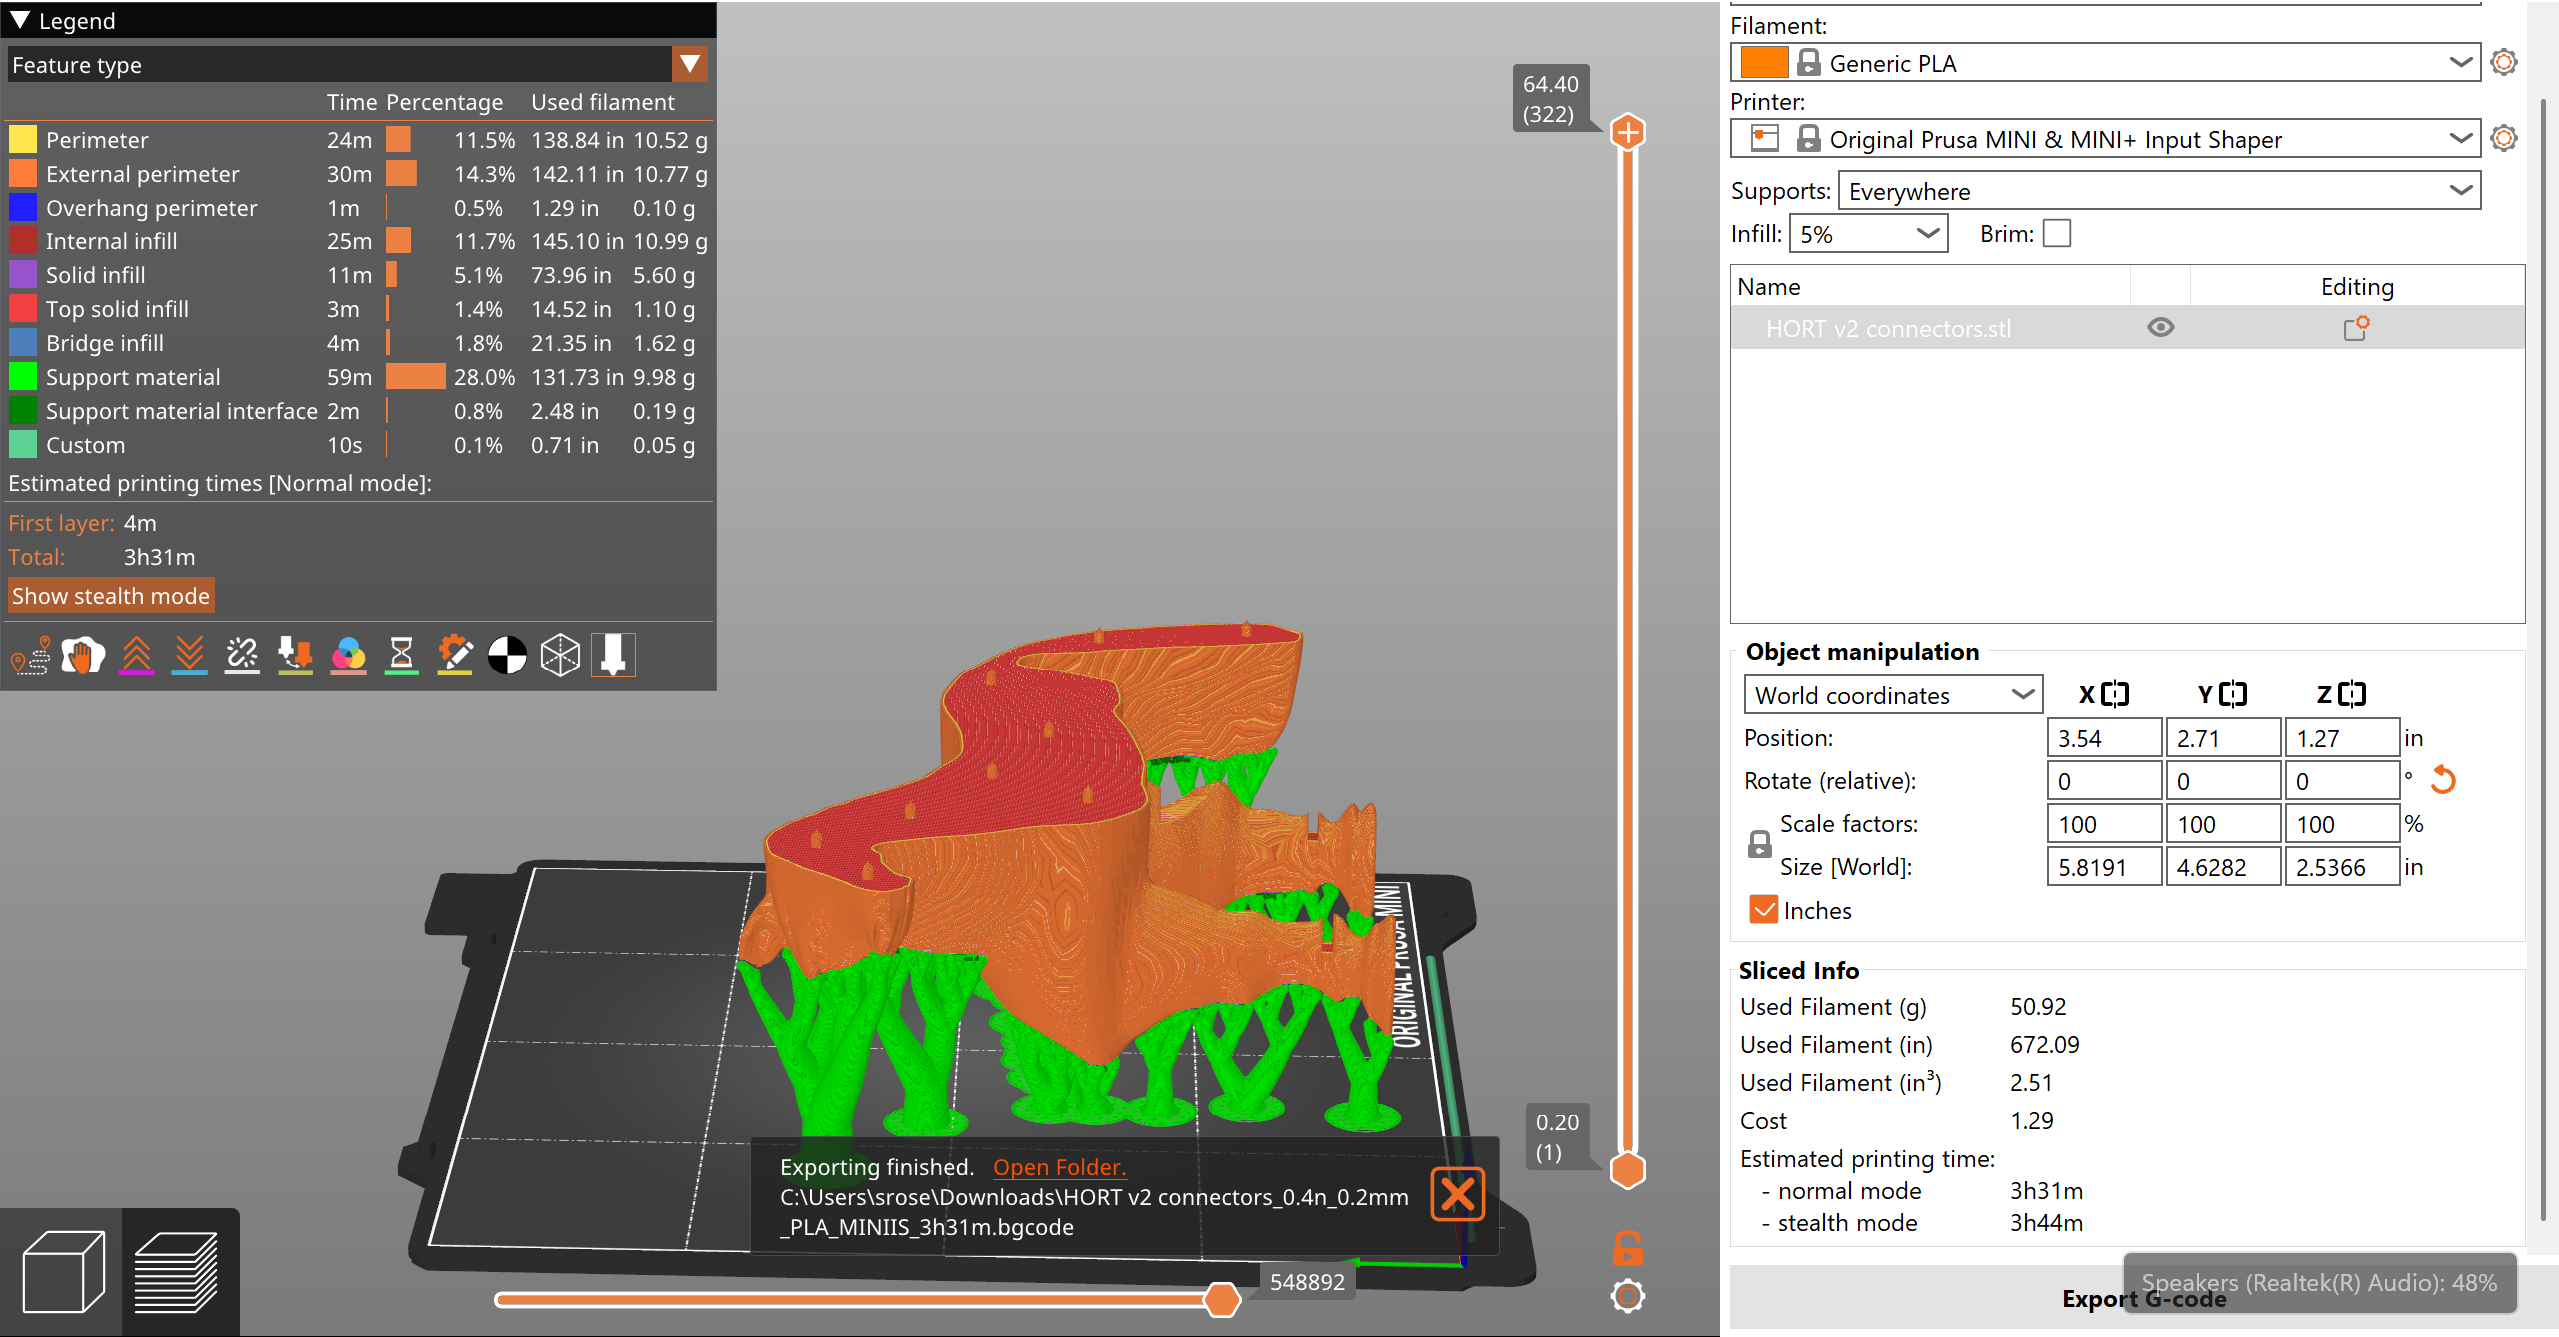 Legend
Feature type
Time Percentage Used filament
Perimeter 24m 11.5% 138.84 in 10.52 g
External perimeter 30m 14.3% 142.11 in 10.77 g
Overhang perimeter 1m 0.5% 1.29 in 0.10 g
Internal infill 25m 11.7% 145.10 in 10.99 g
Solid infill 11m 5.1% 73.96 in 5.60 g
Top solid infill 3m 1.4% 14.52 in 1.10 g
Bridge infill 4m 1.8% 21.35 in 1.62 g
Support material 59m 28.0% 131.73 in 9.98 g
Support material interface 2m 0.8% 2.48 in 0.19 g
Custom 10s 0.1% 0.71 in 0.05 g
Estimated printing times [Normal mode]:
First layer: 4m
Total: 3h31m
Show stealth mode
64.40
(322)
ORIGINAL PRUSA MINI
0.20
(1)
Exporting finished. Open Folder.
C:\Users\srose\Downloads\HORT v2 connectors_0.4n_0.2mm
_PLA_MINIIS_3h31m.bgcode
548892
Filament:
Generic PLA
Printer:
Original Prusa MINI & MINI+ Input Shaper
Supports: Everywhere
Infill: 5% Brim:
Name Editing
HORT v2 connectors.stl
Object manipulation
World coordinates X Y Z
Position: 3.54 2.71 1.27 in
Rotate (relative): 0 0 0 °
Scale factors: 100 100 100 %
Size [World]: 5.8191 4.6282 2.5366 in
Inches
Sliced Info
Used Filament (g) 50.92
Used Filament (in) 672.09
Used Filament (in³) 2.51
Cost 1.29
Estimated printing time:
- normal mode 3h31m
- stealth mode 3h44m
Speakers (Realtek(R) Audio): 48%
Export G-code